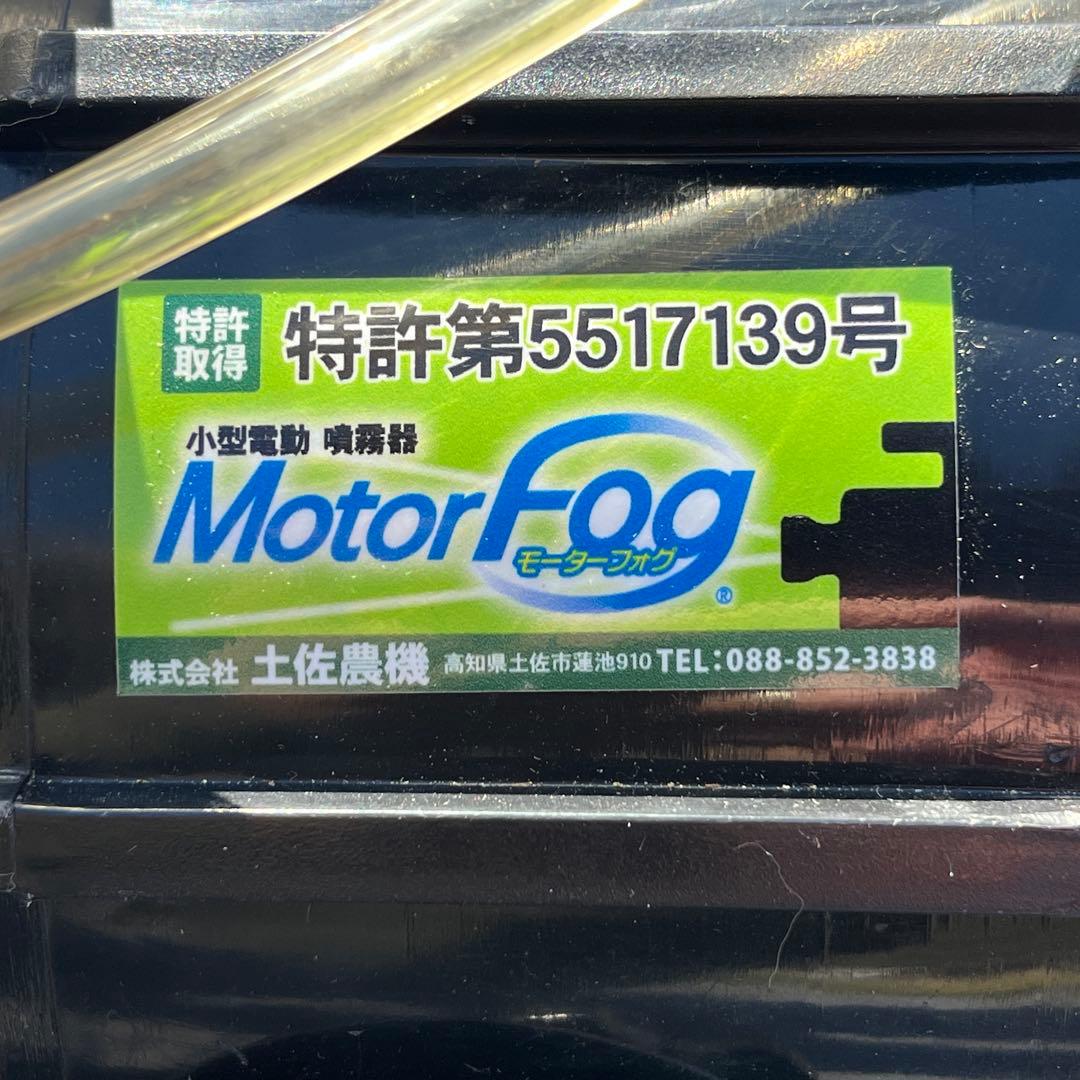 特許
取得
特許第5517139号
小型電動 噴霧器
MotorFog
モーターフォグ
®
株式会社 土佐農機 高知県土佐市蓮池910 TEL:088-852-3838